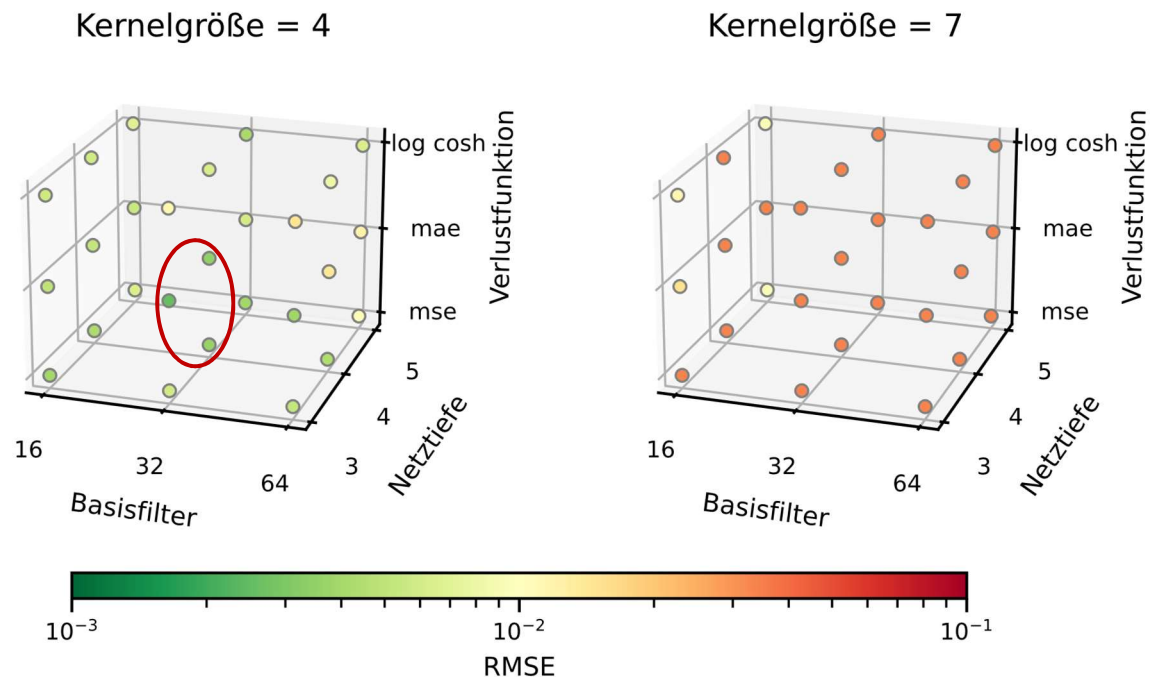 Kernelgröße = 4
Kernelgröße = 7
log cosh
mae
mse
Verlustfunktion
5
4
3
Netztiefe
16
32
64
Basisfilter
log cosh
mae
mse
Verlustfunktion
5
4
3
Netztiefe
16
32
64
Basisfilter
10⁻³
10⁻²
10⁻¹
RMSE